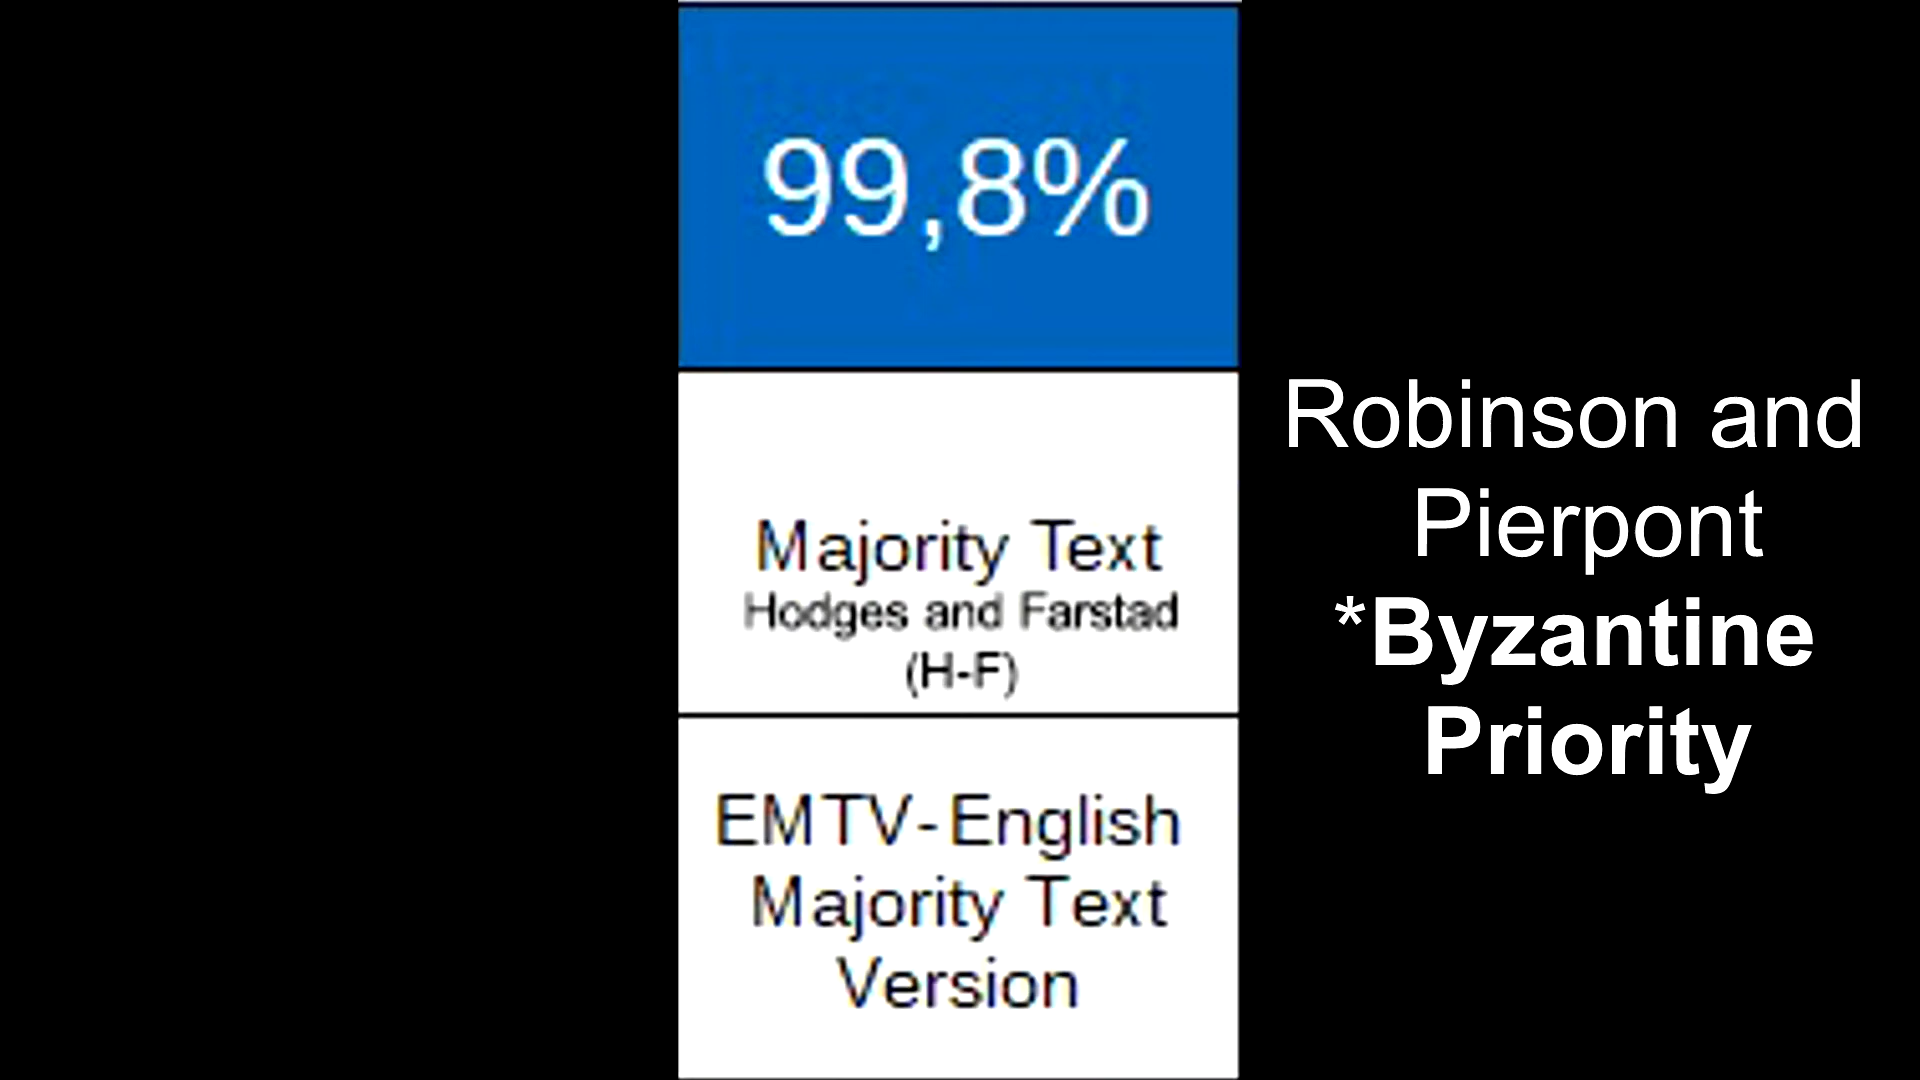 99,8%
Majority Text
Hodges and Farstad
(H-F)
EMTV-English
Majority Text
Version
Robinson and
Pierpont
*Byzantine
Priority